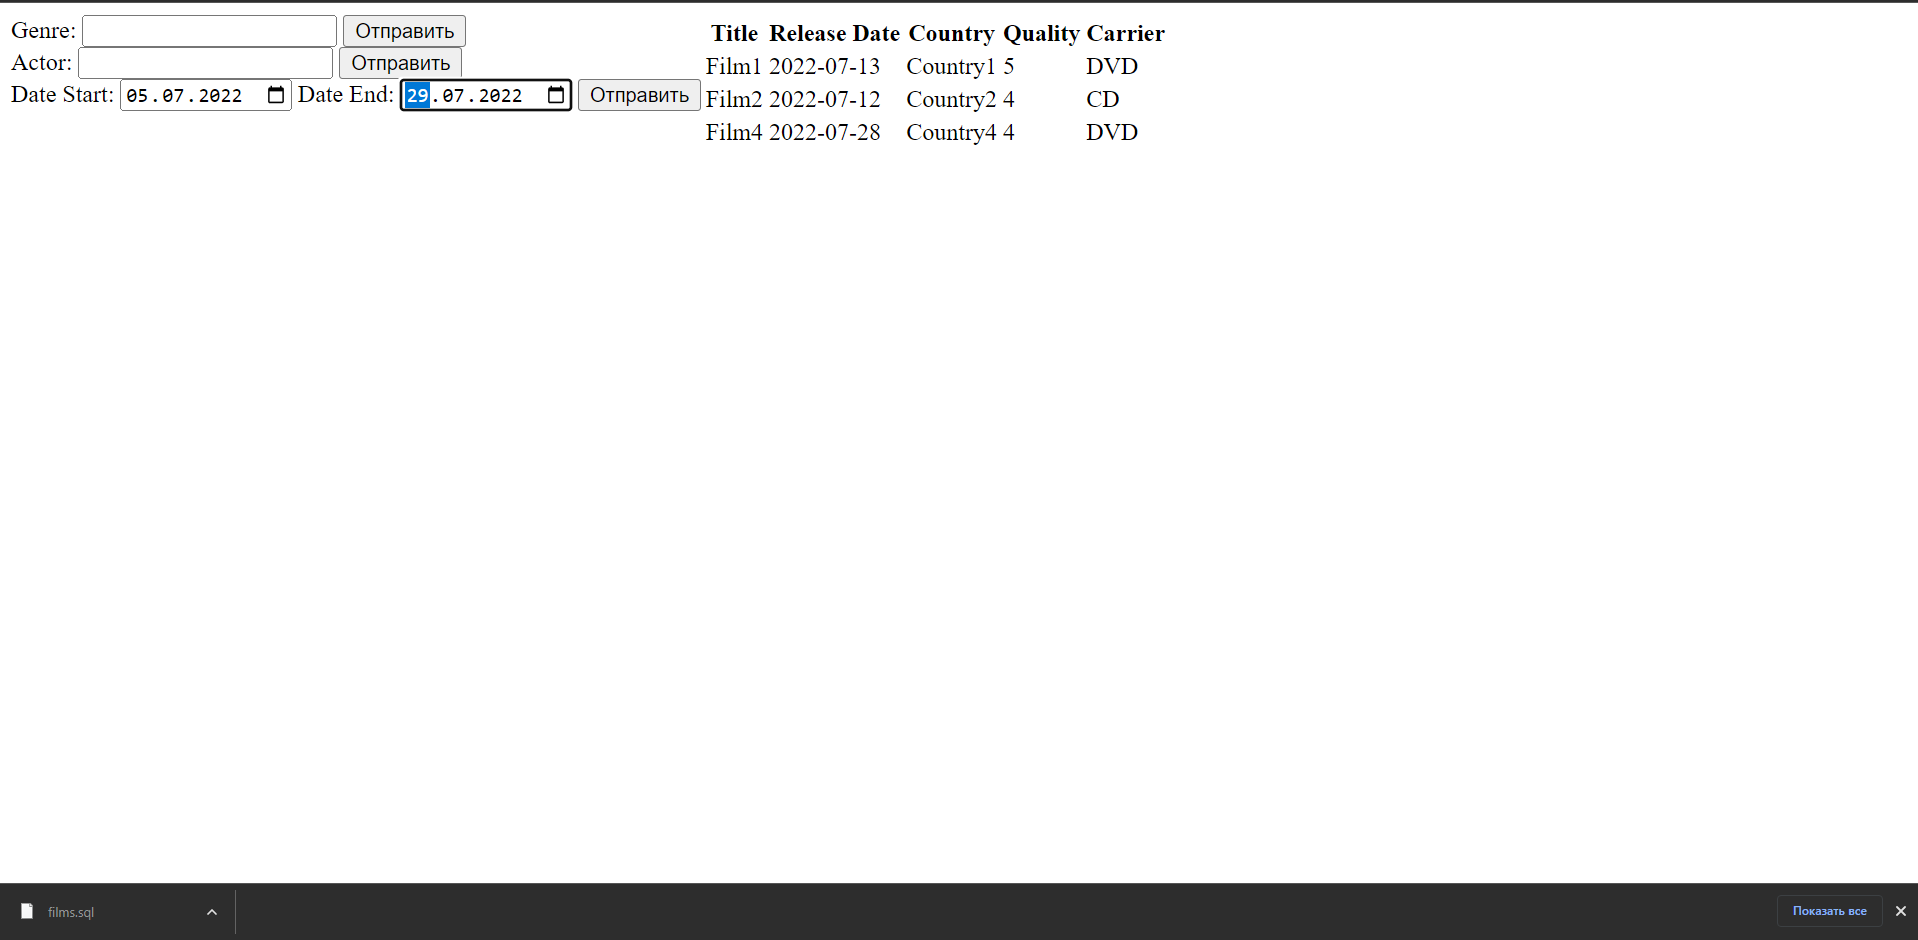 Genre: Отправить
Actor: Отправить
Date Start: 05.07.2022 Date End: 29.07.2022 Отправить
Title Release Date Country Quality Carrier
Film1 2022-07-13 Country1 5 DVD
Film2 2022-07-12 Country2 4 CD
Film4 2022-07-28 Country4 4 DVD
films.sql
Показать все